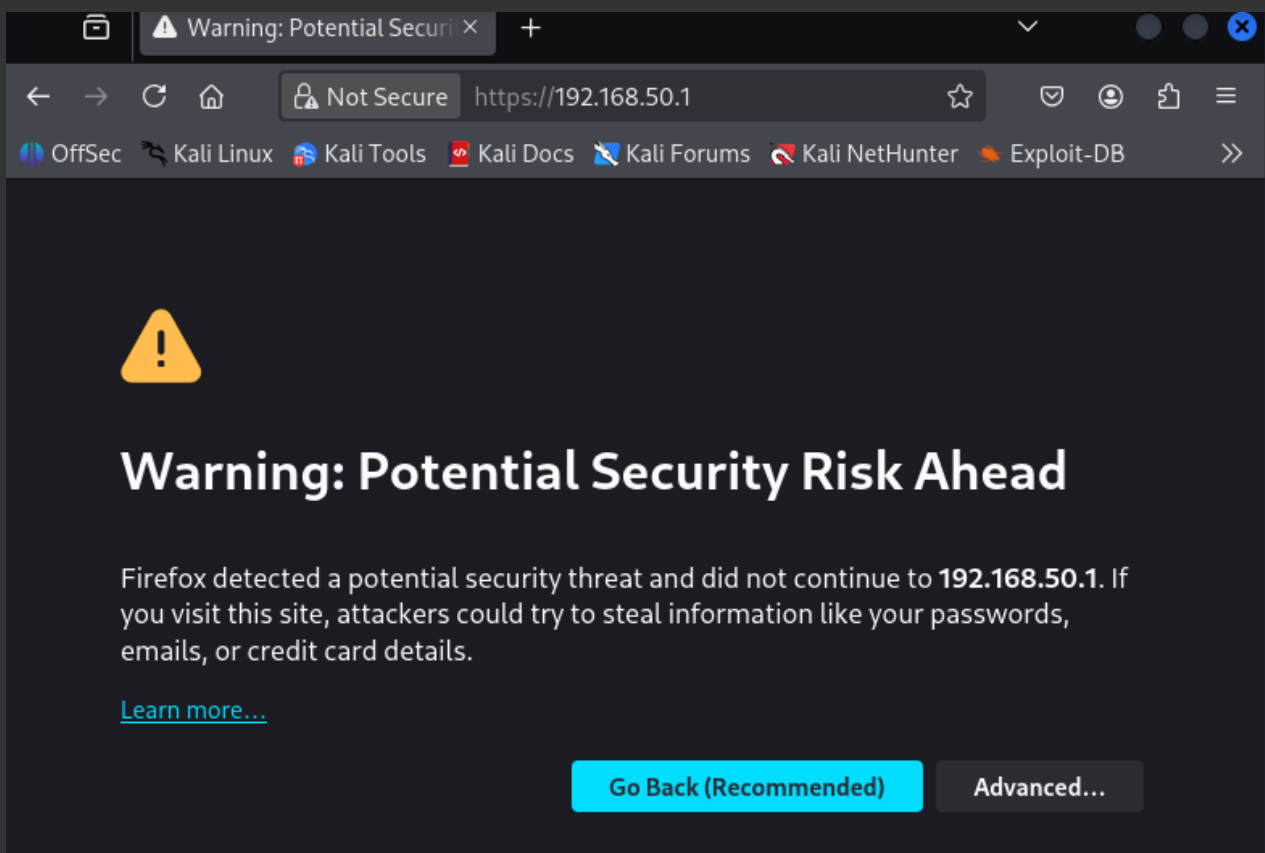 Warning: Potential Securi
Not Secure https://192.168.50.1
OffSec Kali Linux Kali Tools Kali Docs Kali Forums Kali NetHunter Exploit-DB
Warning: Potential Security Risk Ahead
Firefox detected a potential security threat and did not continue to 192.168.50.1. If
you visit this site, attackers could try to steal information like your passwords,
emails, or credit card details.
Learn more…
Go Back (Recommended) Advanced…